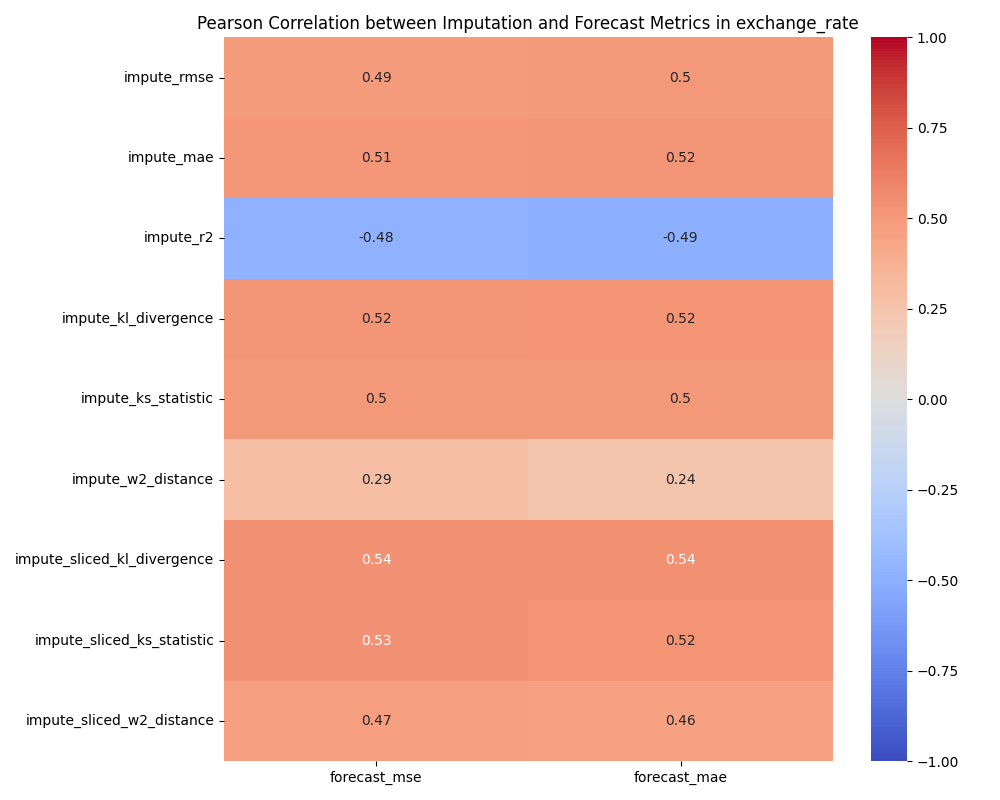 Pearson Correlation between Imputation and Forecast Metrics in exchange_rate
impute_rmse 0.49 0.5
impute_mae 0.51 0.52
impute_r2 -0.48 -0.49
impute_kl_divergence 0.52 0.52
impute_ks_statistic 0.5 0.5
impute_w2_distance 0.29 0.24
impute_sliced_kl_divergence 0.54 0.54
impute_sliced_ks_statistic 0.53 0.52
impute_sliced_w2_distance 0.47 0.46
forecast_mse forecast_mae
1.00
0.75
0.50
0.25
0.00
−0.25
−0.50
−0.75
−1.00